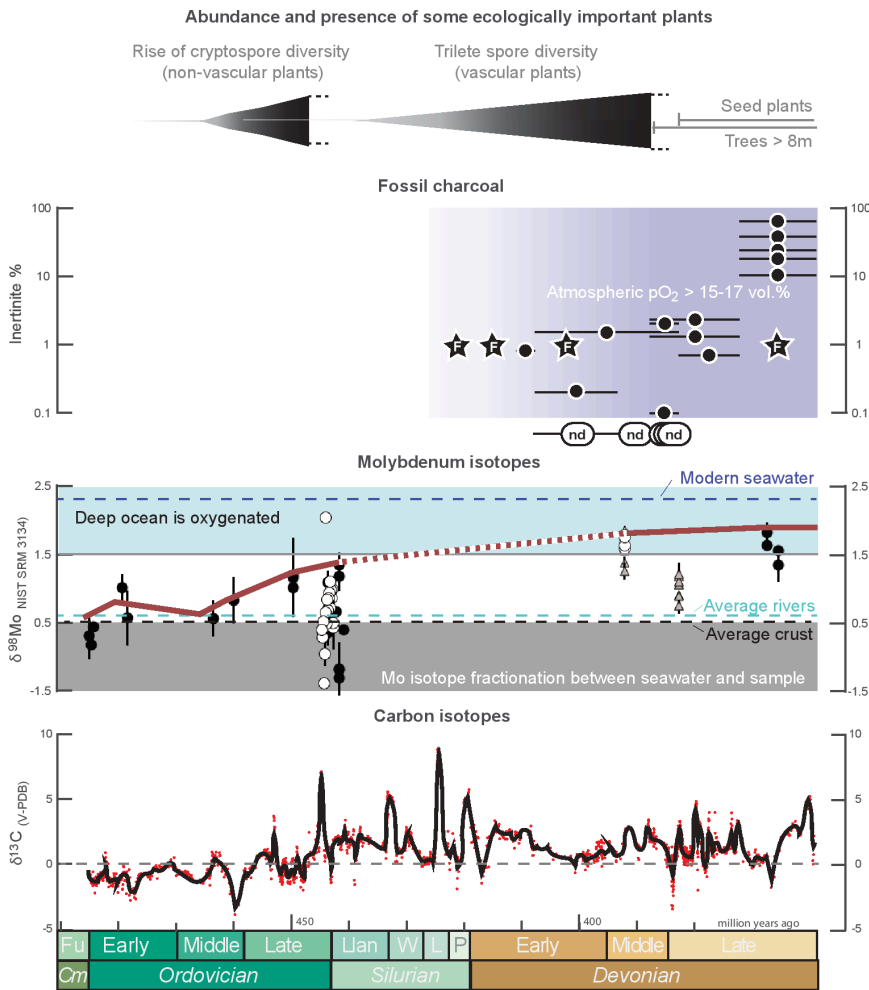 Abundance and presence of some ecologically important plants
Rise of cryptospore diversity
(non-vascular plants)
Trilete spore diversity
(vascular plants)
Seed plants
Trees > 8m
Fossil charcoal
100
10
1
0.1
Inertinite %
100
10
1
0.1
Atmospheric pO₂ > 15-17 vol.%
F
F
F
F
nd
nd
nd
Molybdenum isotopes
2.5
1.5
0.5
-1.5
δ⁹⁸Mo NIST SRM 3134)
2.5
1.5
0.5
-1.5
Modern seawater
Deep ocean is oxygenated
Average rivers
Average crust
Mo isotope fractionation between seawater and sample
Carbon isotopes
10
5
0
-5
δ¹³C (V-PDB)
10
5
0
-5
450
400
million years ago
Fu
Early
Middle
Late
Llan
W
L
P
Early
Middle
Late
Cm
Ordovician
Silurian
Devonian